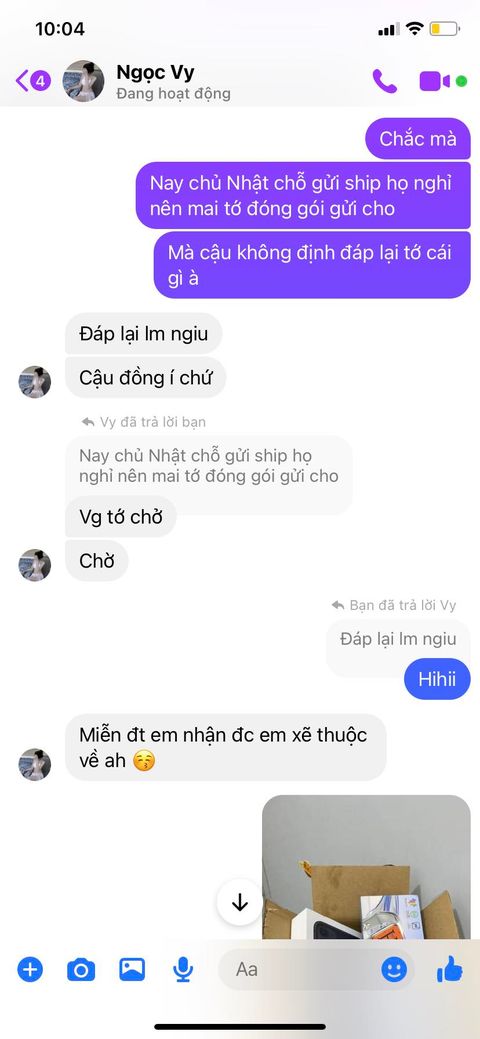 10:04
4
Ngọc Vy
Đang hoạt động
Chắc mà
Nay chủ Nhật chỗ gửi ship họ nghỉ
nên mai tớ đóng gói gửi cho
Mà cậu không định đáp lại tớ cái
gì à
Đáp lại lm ngiu
Cậu đồng í chứ
Vy đã trả lời bạn
Nay chủ Nhật chỗ gửi ship họ
nghỉ nên mai tớ đóng gói gửi cho
Vg tớ chở
Chờ
Bạn đã trả lời Vy
Đáp lại lm ngiu
Hihii
Miễn đt em nhận đc em xẽ thuộc
về ah
Aa